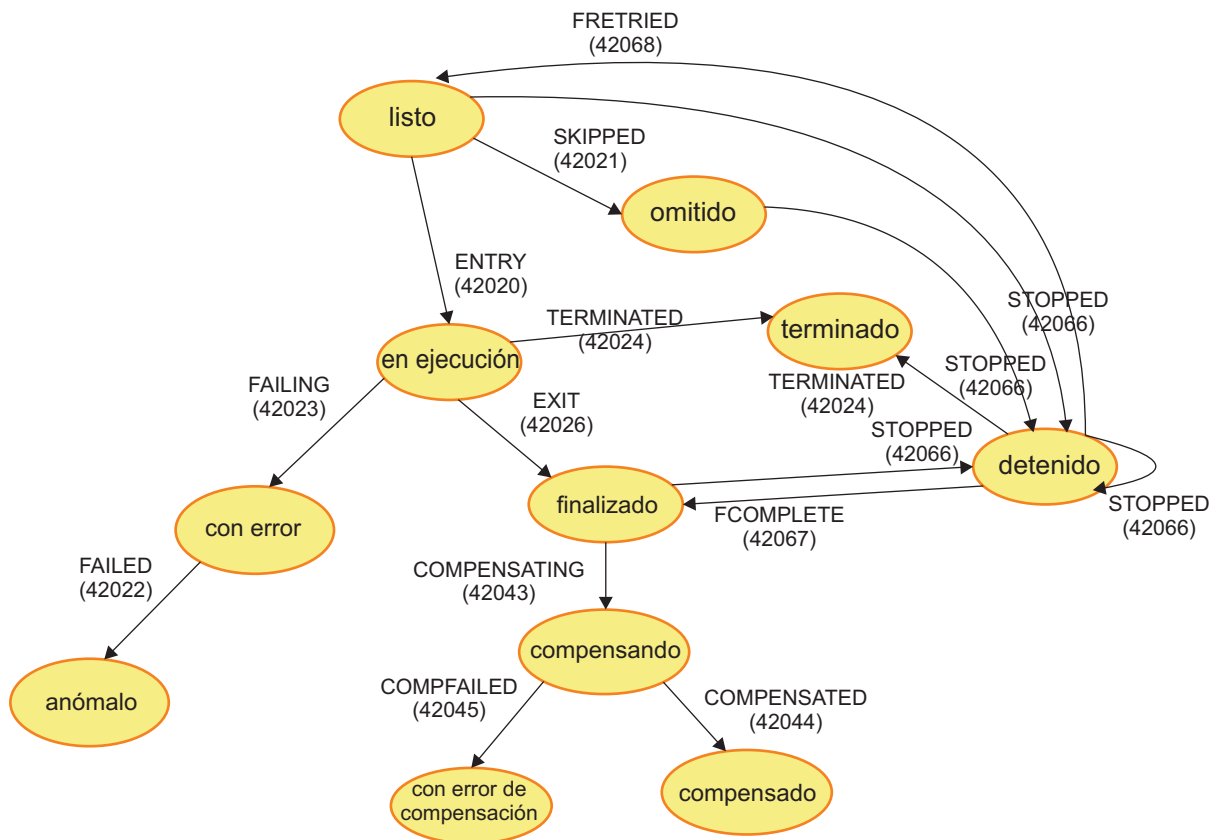 FRETRIED
(42068)
listo
SKIPPED
(42021)
omitido
ENTRY
(42020)
STOPPED
(42066)
TERMINATED
(42024)
terminado
en ejecución
STOPPED
(42066)
TERMINATED
(42024)
FAILING
(42023)
EXIT
(42026)
STOPPED
(42066)
detenido
finalizado
FCOMPLETE
(42067)
STOPPED
(42066)
con error
FAILED
(42022)
COMPENSATING
(42043)
compensando
anómalo
COMPFAILED
(42045)
COMPENSATED
(42044)
con error de
compensación
compensado